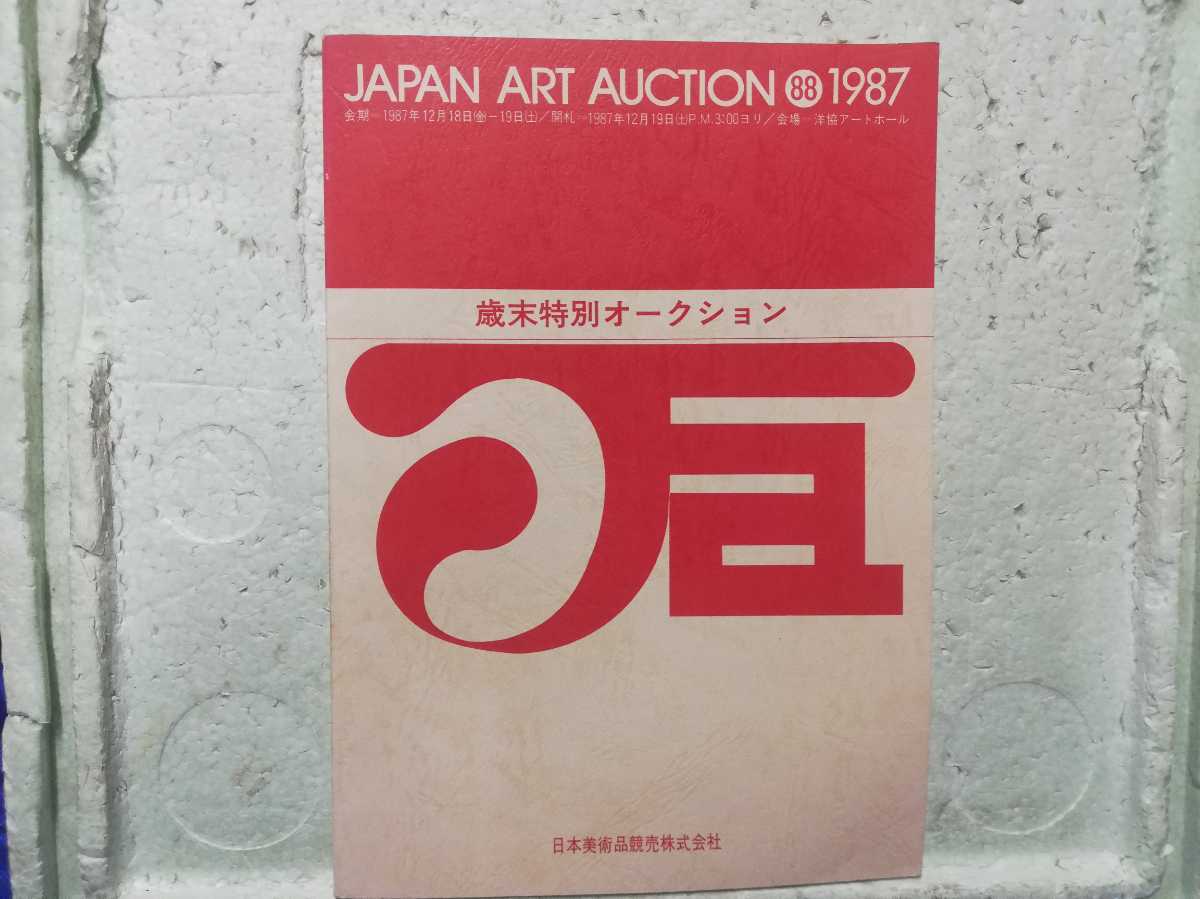 JAPAN ART AUCTION 88 1987
会期=1987年12月18日(金)-19日(土)/開札=1987年12月19日(土)P.M.3:00ヨリ/会場=洋協アートホール
歳末特別オークション
日本美術品競売株式会社